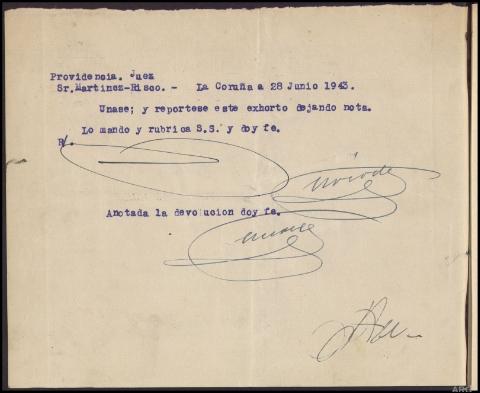 Providencia. Juez
Sr.Martinez-Risco. - La Coruña a 28 Junio 1943.
Unase; y reportese este exhorto dejando nota.
Lo mando y rubrica S.S. y doy fe.
R/.
Anotada la devolucion doy fe.